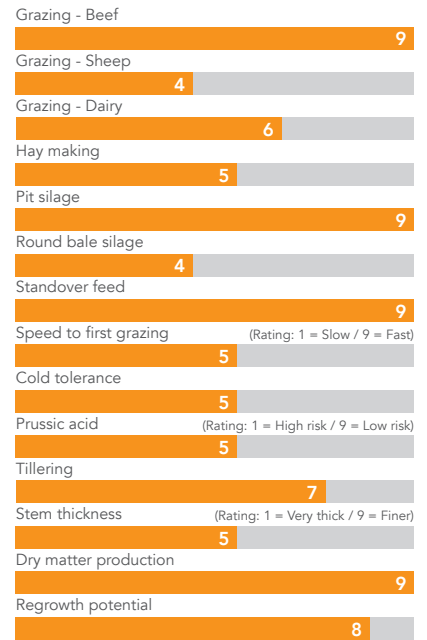 Grazing - Beef
9
Grazing - Sheep
4
Grazing - Dairy
6
Hay making
5
Pit silage
9
Round bale silage
4
Standover feed
9
Speed to first grazing (Rating: 1 = Slow / 9 = Fast)
5
Cold tolerance
5
Prussic acid (Rating: 1 = High risk / 9 = Low risk)
5
Tillering
7
Stem thickness (Rating: 1 = Very thick / 9 = Finer)
5
Dry matter production
9
Regrowth potential
8